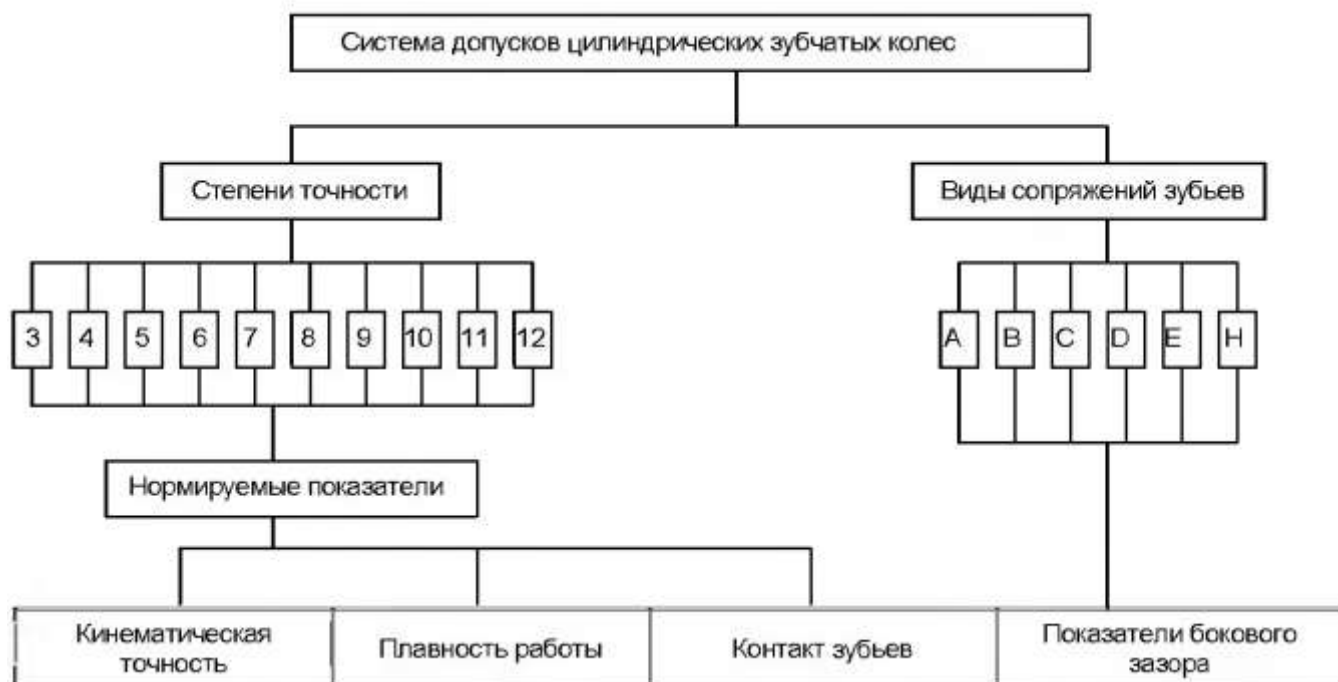 Система допусков цилиндрических зубчатых колес
Степени точности
Виды сопряжений зубьев
3 4 5 6 7 8 9 10 11 12
A B C D E H
Нормируемые показатели
Кинематическая
точность
Плавность работы
Контакт зубьев
Показатели бокового
зазора